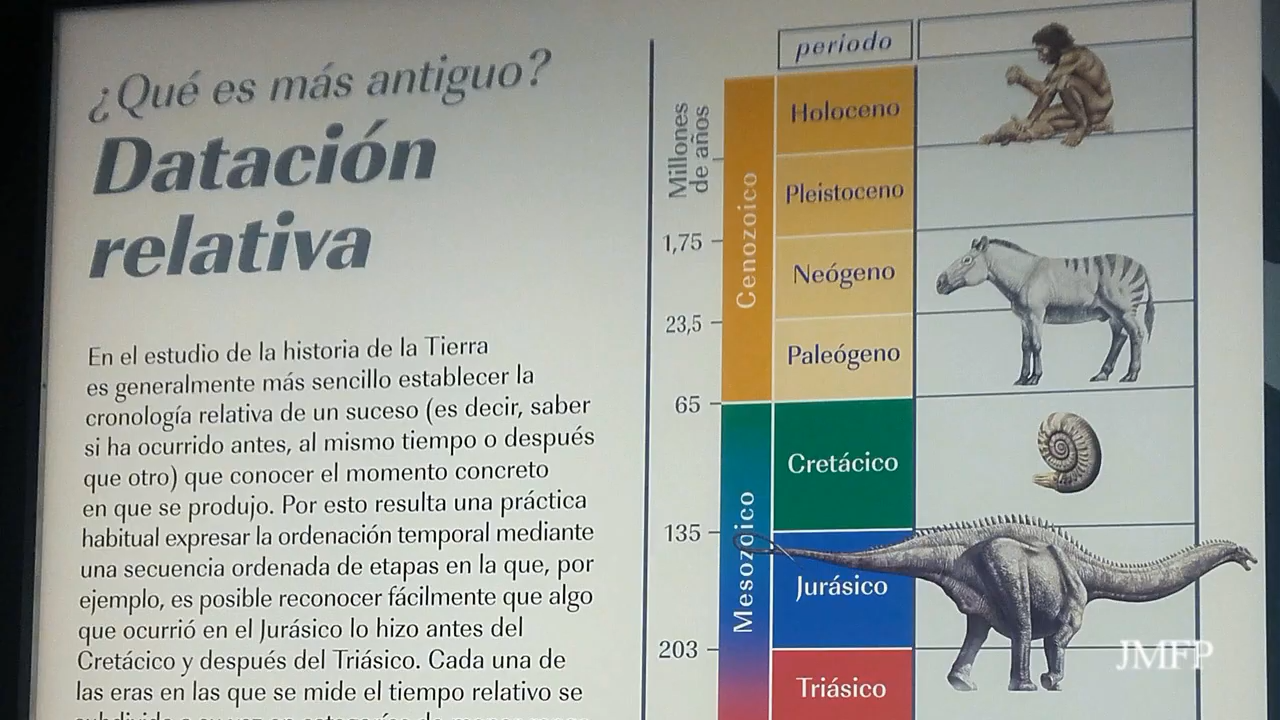 ¿Qué es más antiguo?
Datación
relativa
En el estudio de la historia de la Tierra
es generalmente más sencillo establecer la
cronología relativa de un suceso (es decir, saber
si ha ocurrido antes, al mismo tiempo o después
que otro) que conocer el momento concreto
en que se produjo. Por esto resulta una práctica
habitual expresar la ordenación temporal mediante
una secuencia ordenada de etapas en la que, por
ejemplo, es posible reconocer fácilmente que algo
que ocurrió en el Jurásico lo hizo antes del
Cretácico y después del Triásico. Cada una de
las eras en las que se mide el tiempo relativo se
periodo
Millones
de años
Cenozoico
Holoceno
Pleistoceno
1,75
Neógeno
23,5
Paleógeno
65
Mesozoico
Cretácico
135
Jurásico
203
Triásico
JMFP